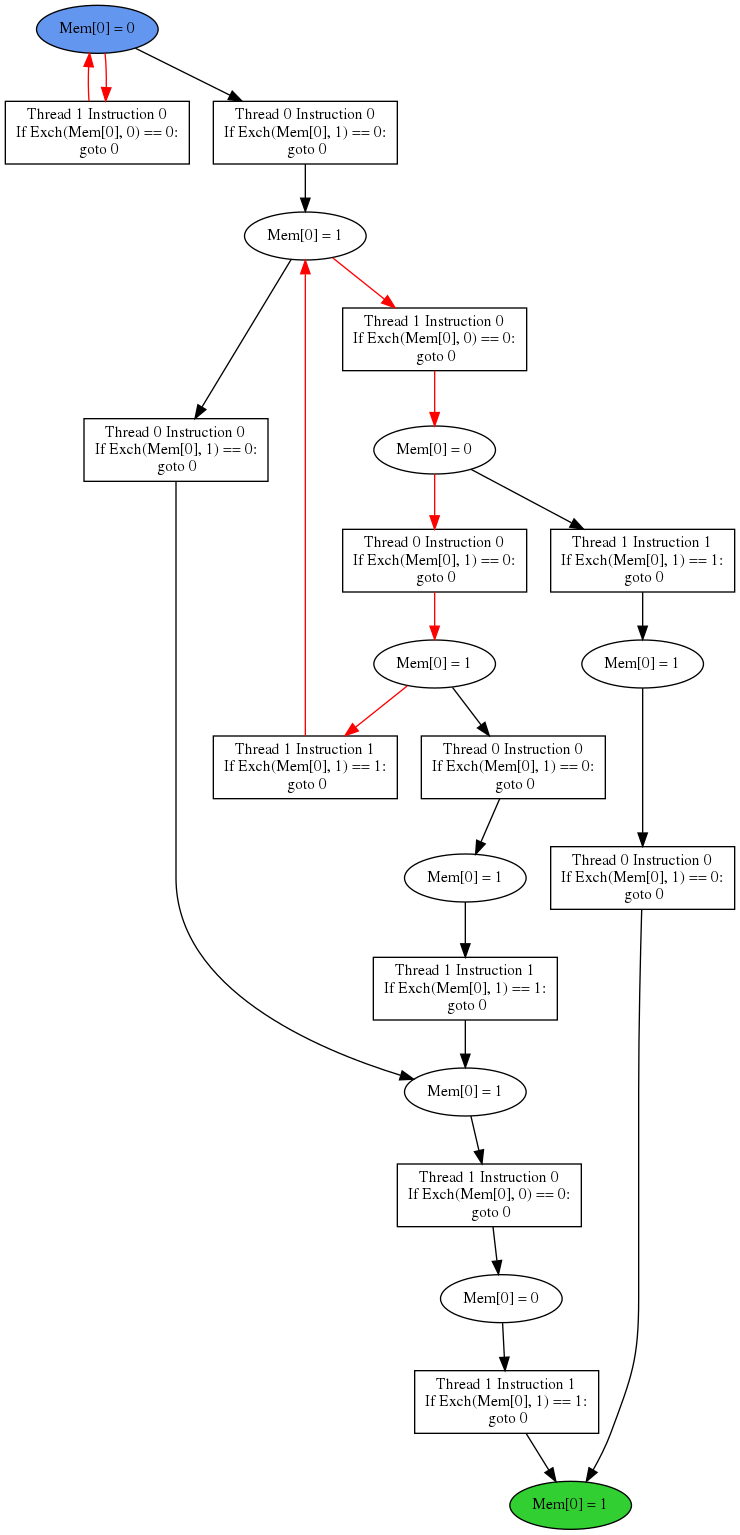 Mem[0] = 0
Thread 1 Instruction 0
If Exch(Mem[0], 0) == 0:
goto 0
Thread 0 Instruction 0
If Exch(Mem[0], 1) == 0:
goto 0
Mem[0] = 1
Thread 1 Instruction 0
If Exch(Mem[0], 0) == 0:
goto 0
Thread 0 Instruction 0
If Exch(Mem[0], 1) == 0:
goto 0
Mem[0] = 0
Thread 0 Instruction 0
If Exch(Mem[0], 1) == 0:
goto 0
Thread 1 Instruction 1
If Exch(Mem[0], 1) == 1:
goto 0
Mem[0] = 1
Mem[0] = 1
Thread 1 Instruction 1
If Exch(Mem[0], 1) == 1:
goto 0
Thread 0 Instruction 0
If Exch(Mem[0], 1) == 0:
goto 0
Mem[0] = 1
Thread 0 Instruction 0
If Exch(Mem[0], 1) == 0:
goto 0
Thread 1 Instruction 1
If Exch(Mem[0], 1) == 1:
goto 0
Mem[0] = 1
Thread 1 Instruction 0
If Exch(Mem[0], 0) == 0:
goto 0
Mem[0] = 0
Thread 1 Instruction 1
If Exch(Mem[0], 1) == 1:
goto 0
Mem[0] = 1